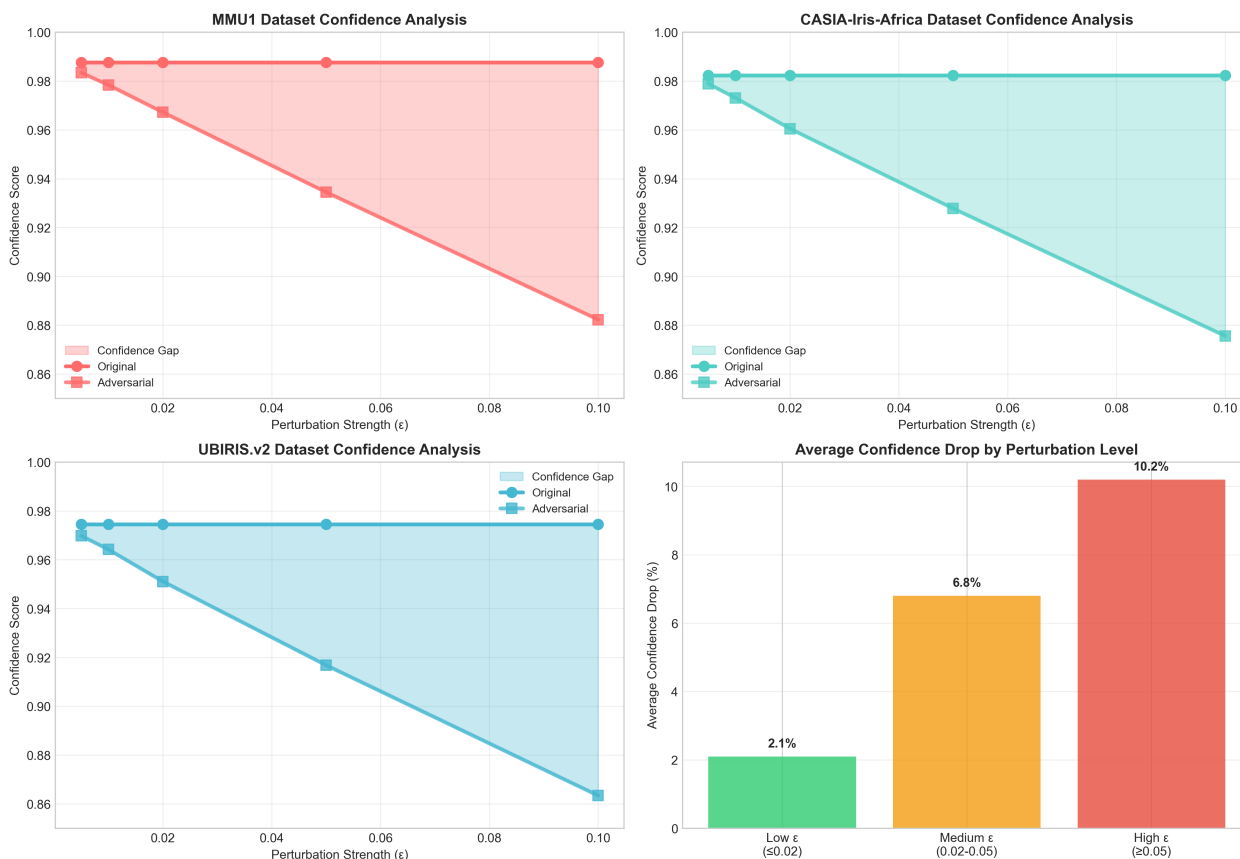 MMU1 Dataset Confidence Analysis
1.00
0.98
0.96
0.94
0.92
0.90
0.88
0.86
Confidence Score
Confidence Gap
Original
Adversarial
0.02 0.04 0.06 0.08 0.10
Perturbation Strength (ε)
CASIA-Iris-Africa Dataset Confidence Analysis
1.00
0.98
0.96
0.94
0.92
0.90
0.88
0.86
Confidence Score
Confidence Gap
Original
Adversarial
0.02 0.04 0.06 0.08 0.10
Perturbation Strength (ε)
UBIRIS.v2 Dataset Confidence Analysis
1.00
0.98
0.96
0.94
0.92
0.90
0.88
0.86
Confidence Score
Confidence Gap
Original
Adversarial
0.02 0.04 0.06 0.08 0.10
Perturbation Strength (ε)
Average Confidence Drop by Perturbation Level
10
8
6
4
2
0
Average Confidence Drop (%)
2.1%
6.8%
10.2%
Low ε Medium ε High ε
(≤0.02) (0.02-0.05) (≥0.05)